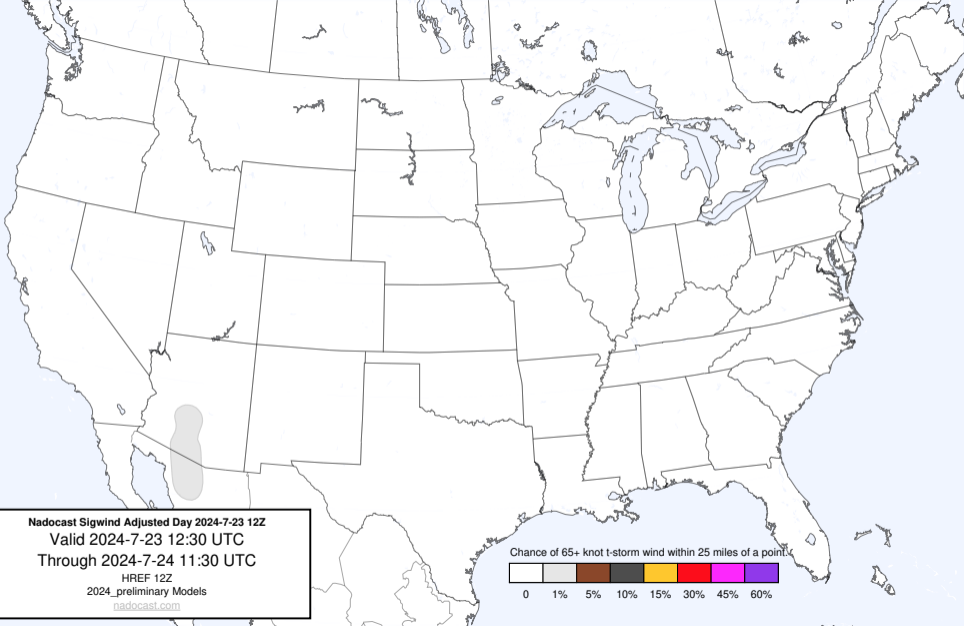 Nadocast Sigwind Adjusted Day 2024-7-23 12Z
Valid 2024-7-23 12:30 UTC
Through 2024-7-24 11:30 UTC
HREF 12Z
2024_preliminary Models
nadocast.com
Chance of 65+ knot t-storm wind within 25 miles of a point.
0 1% 5% 10% 15% 30% 45% 60%